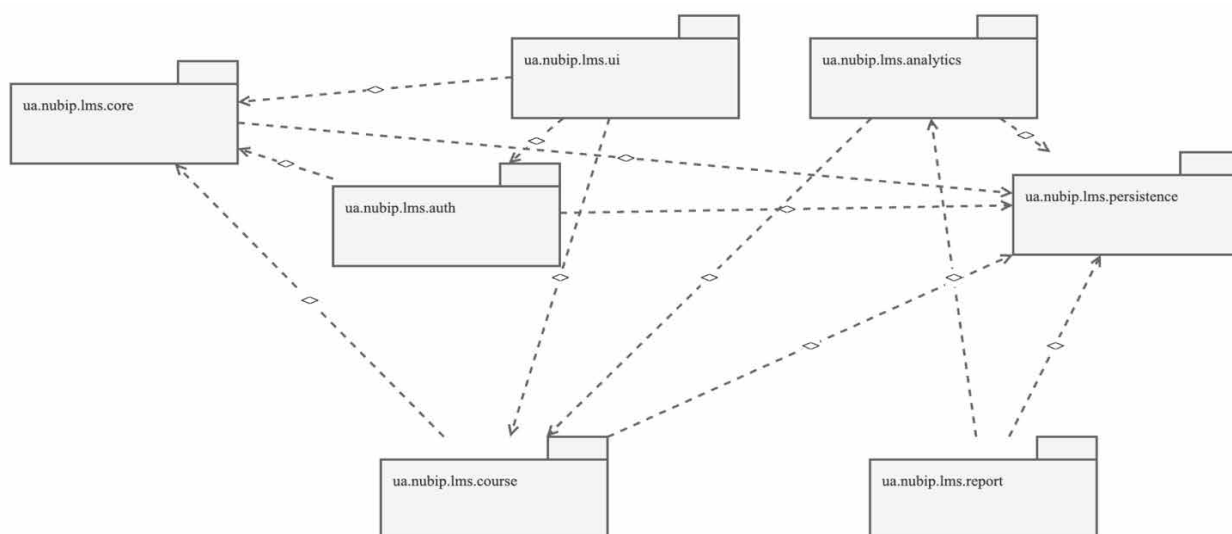 ua.nubip.lms.ui
ua.nubip.lms.analytics
ua.nubip.lms.core
ua.nubip.lms.persistence
ua.nubip.lms.auth
ua.nubip.lms.course
ua.nubip.lms.report